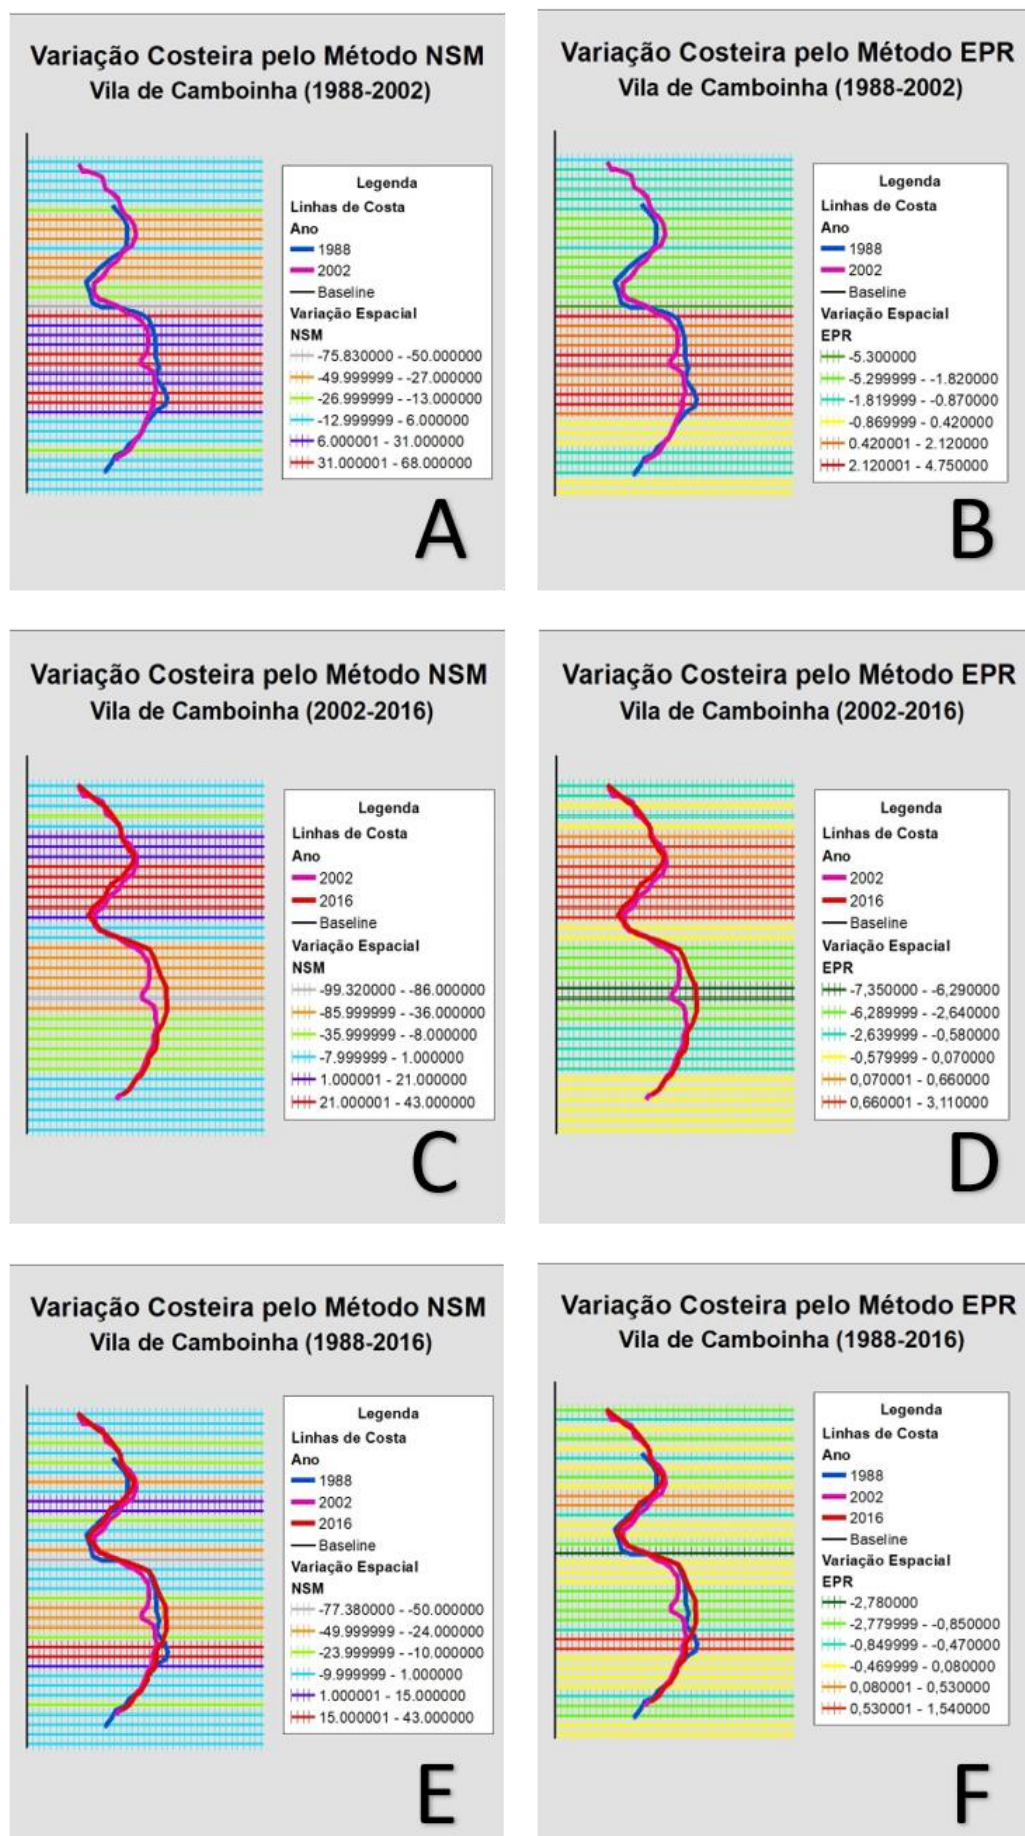 Variação Costeira pelo Método NSM
Vila de Camboinha (1988-2002)
Legenda
Linhas de Costa
Ano
1988
2002
Baseline
Variação Espacial
NSM
-75.830000 - -50.000000
-49.999999 - -27.000000
-26.999999 - -13.000000
-12.999999 - 6.000000
6.000001 - 31.000000
31.000001 - 68.000000
A
Variação Costeira pelo Método EPR
Vila de Camboinha (1988-2002)
Legenda
Linhas de Costa
Ano
1988
2002
Baseline
Variação Espacial
EPR
-5.300000
-5.299999 - -1.820000
-1.819999 - -0.870000
-0.869999 - 0.420000
0.420001 - 2.120000
2.120001 - 4.750000
B
Variação Costeira pelo Método NSM
Vila de Camboinha (2002-2016)
Legenda
Linhas de Costa
Ano
2002
2016
Baseline
Variação Espacial
NSM
-99.320000 - -86.000000
-85.999999 - -36.000000
-35.999999 - -8.000000
-7.999999 - 1.000000
1.000001 - 21.000000
21.000001 - 43.000000
C
Variação Costeira pelo Método EPR
Vila de Camboinha (2002-2016)
Legenda
Linhas de Costa
Ano
2002
2016
Baseline
Variação Espacial
EPR
-7,350000 - -6,290000
-6,289999 - -2,640000
-2,639999 - -0,580000
-0,579999 - 0,070000
0,070001 - 0,660000
0,660001 - 3,110000
D
Variação Costeira pelo Método NSM
Vila de Camboinha (1988-2016)
Legenda
Linhas de Costa
Ano
1988
2002
2016
Baseline
Variação Espacial
NSM
-77.380000 - -50.000000
-49.999999 - -24.000000
-23.999999 - -10.000000
-9.999999 - 1.000000
1.000001 - 15.000000
15.000001 - 43.000000
E
Variação Costeira pelo Método EPR
Vila de Camboinha (1988-2016)
Legenda
Linhas de Costa
Ano
1988
2002
2016
Baseline
Variação Espacial
EPR
-2,780000
-2,779999 - -0,850000
-0,849999 - -0,470000
-0,469999 - 0,080000
0,080001 - 0,530000
0,530001 - 1,540000
F